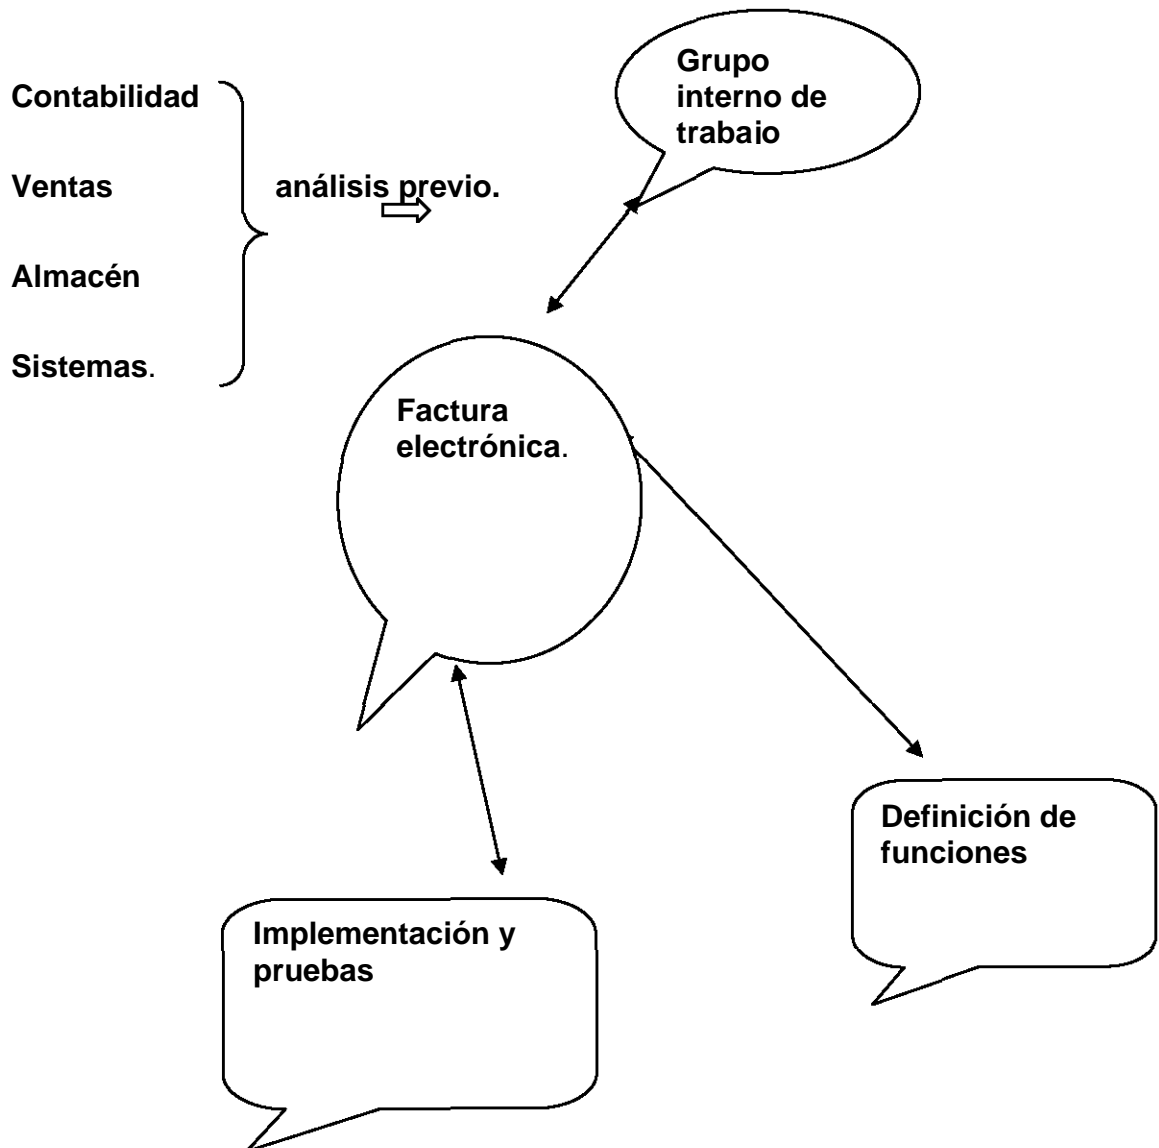 Contabilidad
Ventas
Almacén
Sistemas.
análisis previo.
Grupo
interno de
trabajo
Factura
electrónica.
Definición de
funciones
Implementación y
pruebas